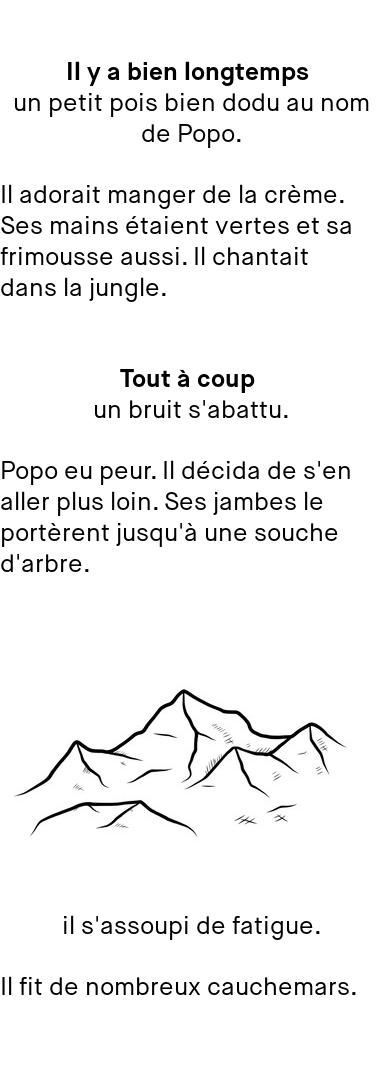 Il y a bien longtemps
un petit pois bien dodu au nom
de Popo.
Il adorait manger de la crème.
Ses mains étaient vertes et sa
frimousse aussi. Il chantait
dans la jungle.
Tout à coup
un bruit s'abattu.
Popo eu peur. Il décida de s'en
aller plus loin. Ses jambes le
portèrent jusqu'à une souche
d'arbre.
il s'assoupi de fatigue.
Il fit de nombreux cauchemars.